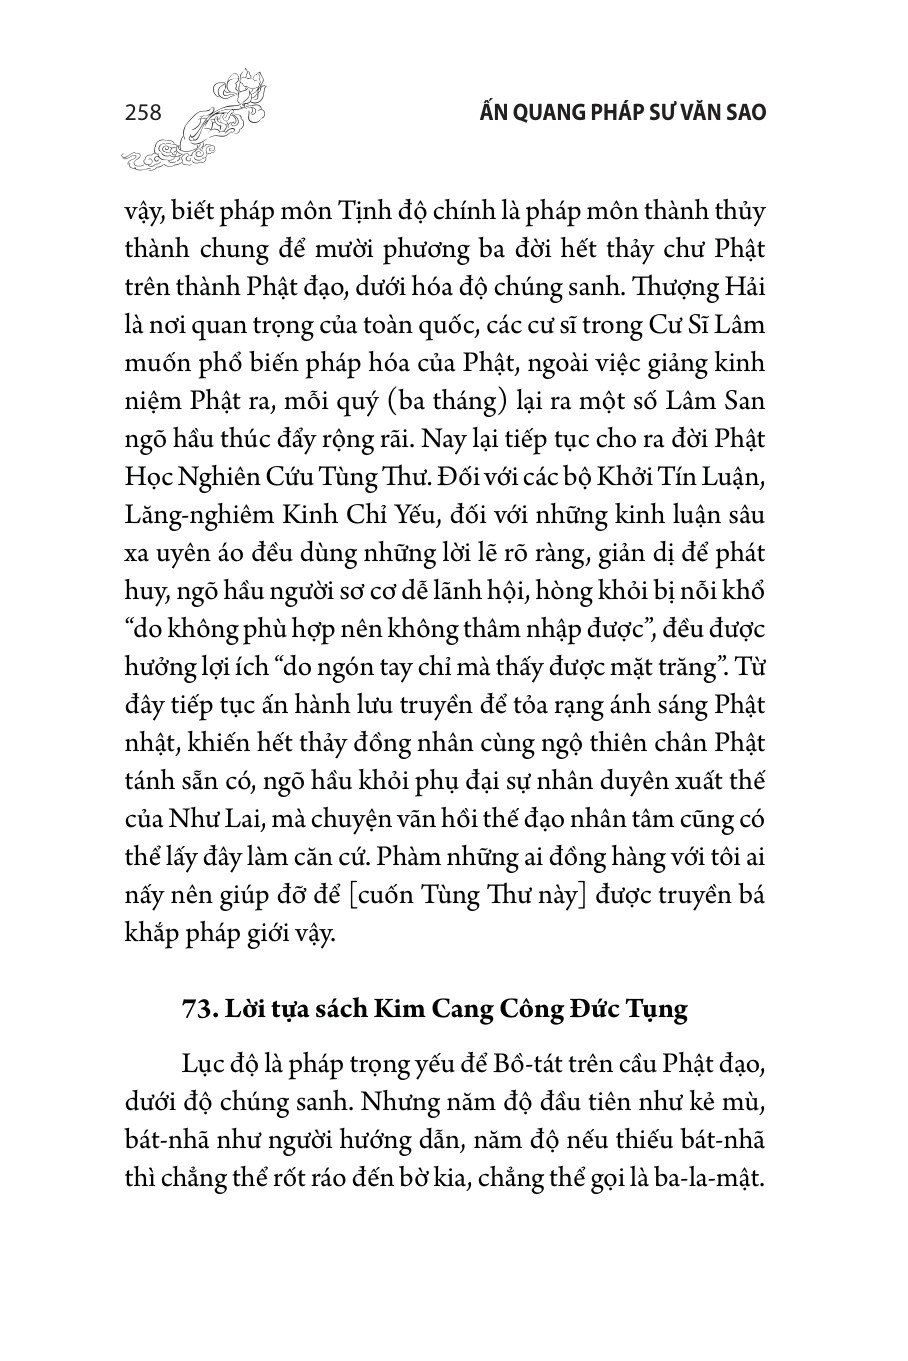 258
ẤN QUANG PHÁP SƯ VĂN SAO
vậy, biết pháp môn Tịnh độ chính là pháp môn thành thủy
thành chung để mười phương ba đời hết thảy chư Phật
trên thành Phật đạo, dưới hóa độ chúng sanh. Thượng Hải
là nơi quan trọng của toàn quốc, các cư sĩ trong Cư Sĩ Lâm
muốn phổ biến pháp hóa của Phật, ngoài việc giảng kinh
niệm Phật ra, mỗi quý (ba tháng) lại ra một số Lâm San
ngõ hầu thúc đẩy rộng rãi. Nay lại tiếp tục cho ra đời Phật
Học Nghiên Cứu Tùng Thư. Đối với các bộ Khởi Tín Luận,
Lăng-nghiêm Kinh Chỉ Yếu, đối với những kinh luận sâu
xa uyên áo đều dùng những lời lẽ rõ ràng, giản dị để phát
huy, ngõ hầu người sơ cơ dễ lãnh hội, hòng khỏi bị nỗi khổ
“do không phù hợp nên không thâm nhập được”, đều được
hưởng lợi ích “do ngón tay chỉ mà thấy được mặt trăng”. Từ
đây tiếp tục ấn hành lưu truyền để tỏa rạng ánh sáng Phật
nhật, khiến hết thảy đồng nhân cùng ngộ thiên chân Phật
tánh sẵn có, ngõ hầu khỏi phụ đại sự nhân duyên xuất thế
của Như Lai, mà chuyện vãn hồi thế đạo nhân tâm cũng có
thể lấy đây làm căn cứ. Phàm những ai đồng hàng với tôi ai
nấy nên giúp đỡ để [cuốn Tùng Thư này] được truyền bá
khắp pháp giới vậy.
73. Lời tựa sách Kim Cang Công Đức Tụng
Lục độ là pháp trọng yếu để Bồ-tát trên cầu Phật đạo,
dưới độ chúng sanh. Nhưng năm độ đầu tiên như kẻ mù,
bát-nhã như người hướng dẫn, năm độ nếu thiếu bát-nhã
thì chẳng thể rốt ráo đến bờ kia, chẳng thể gọi là ba-la-mật.